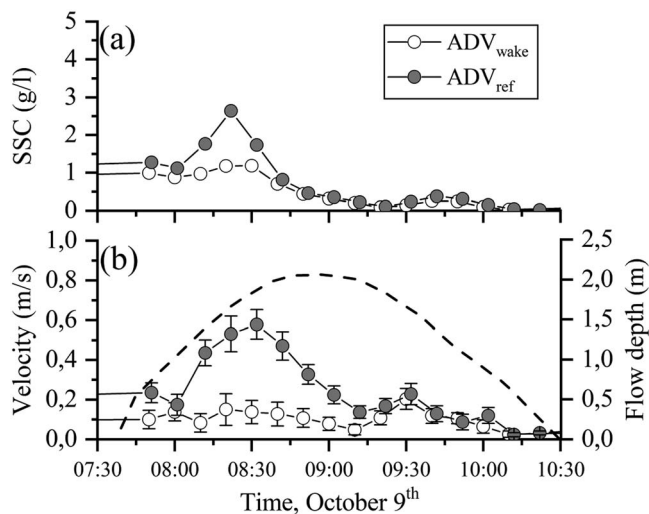 (a)
ADVwake
ADVref
SSC (g/l)
5
4
3
2
1
0
(b)
Velocity (m/s)
1,0
0,8
0,6
0,4
0,2
0,0
2,5
2,0
1,5
1,0
0,5
0,0
Flow depth (m)
07:30 08:00 08:30 09:00 09:30 10:00 10:30
Time, October 9th